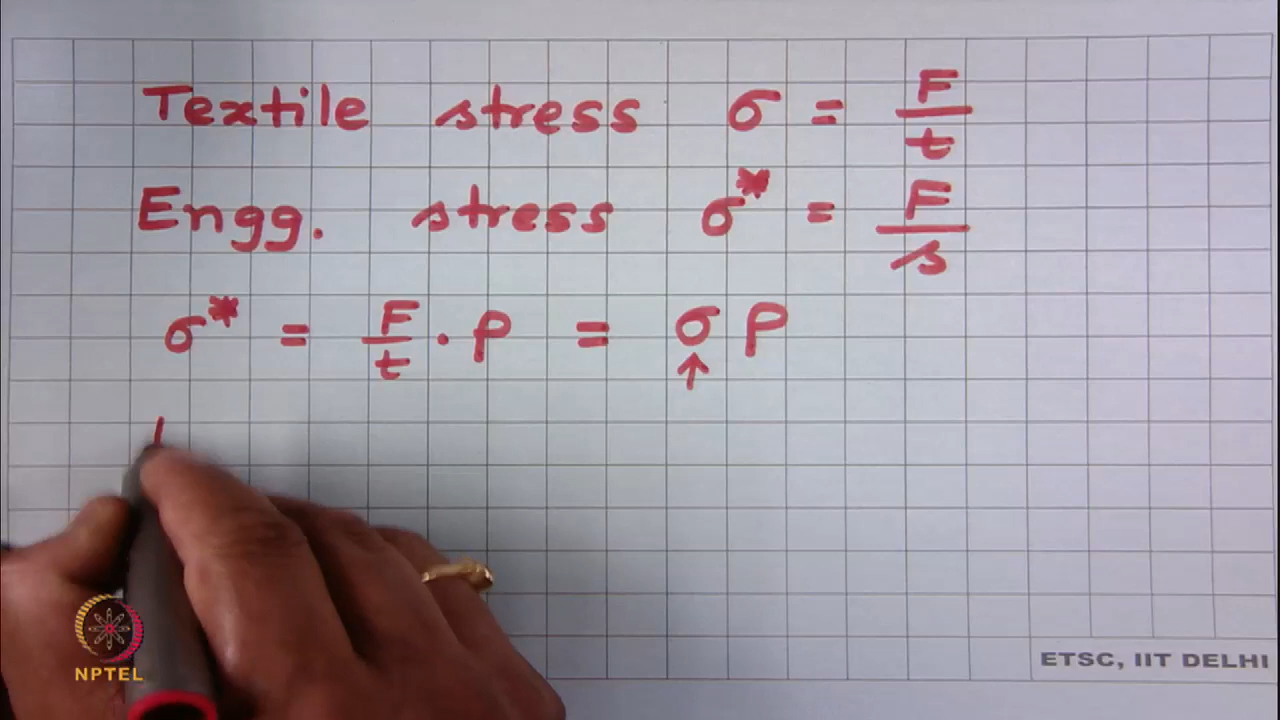 Textile stress σ = F/t
Engg. stress σ* = F/s
σ* = F/t · ρ = σ ρ
↑
NPTEL
ETSC, IIT DELHI